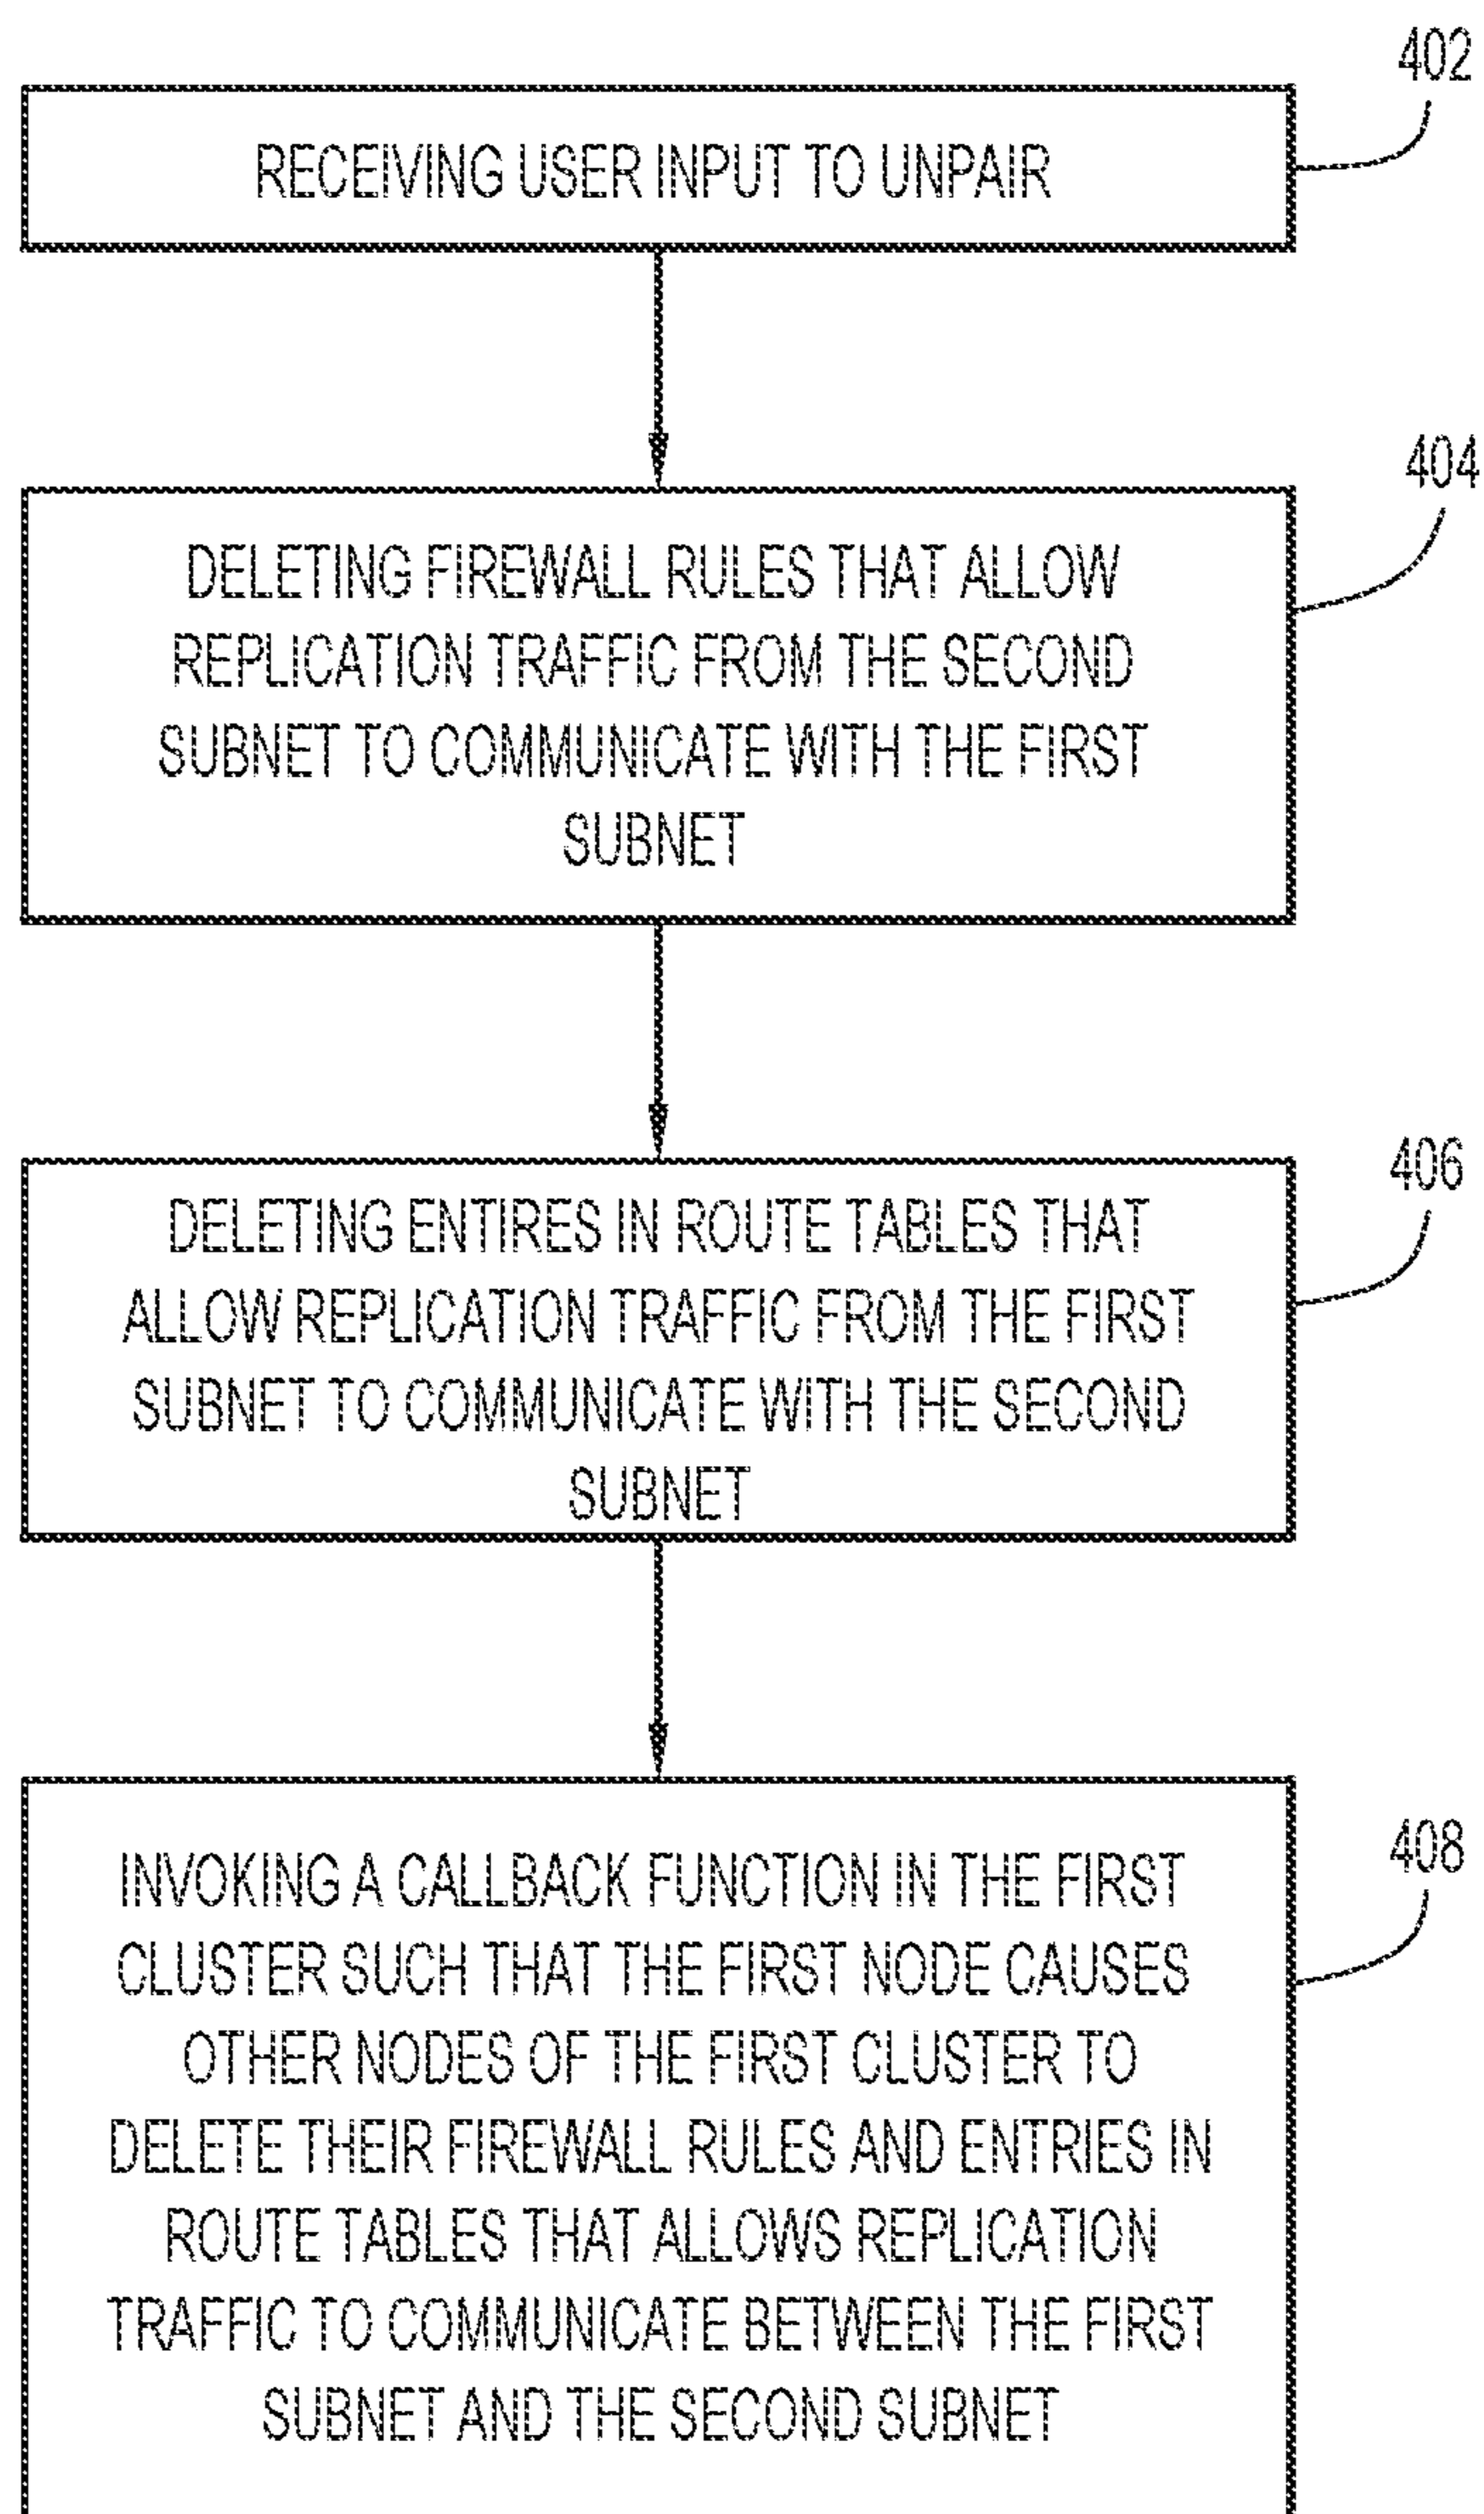 402
RECEIVING USER INPUT TO UNPAIR
404
DELETING FIREWALL RULES THAT ALLOW
REPLICATION TRAFFIC FROM THE SECOND
SUBNET TO COMMUNICATE WITH THE FIRST
SUBNET
406
DELETING ENTIRES IN ROUTE TABLES THAT
ALLOW REPLICATION TRAFFIC FROM THE FIRST
SUBNET TO COMMUNICATE WITH THE SECOND
SUBNET
408
INVOKING A CALLBACK FUNCTION IN THE FIRST
CLUSTER SUCH THAT THE FIRST NODE CAUSES
OTHER NODES OF THE FIRST CLUSTER TO
DELETE THEIR FIREWALL RULES AND ENTRIES IN
ROUTE TABLES THAT ALLOWS REPLICATION
TRAFFIC TO COMMUNICATE BETWEEN THE FIRST
SUBNET AND THE SECOND SUBNET